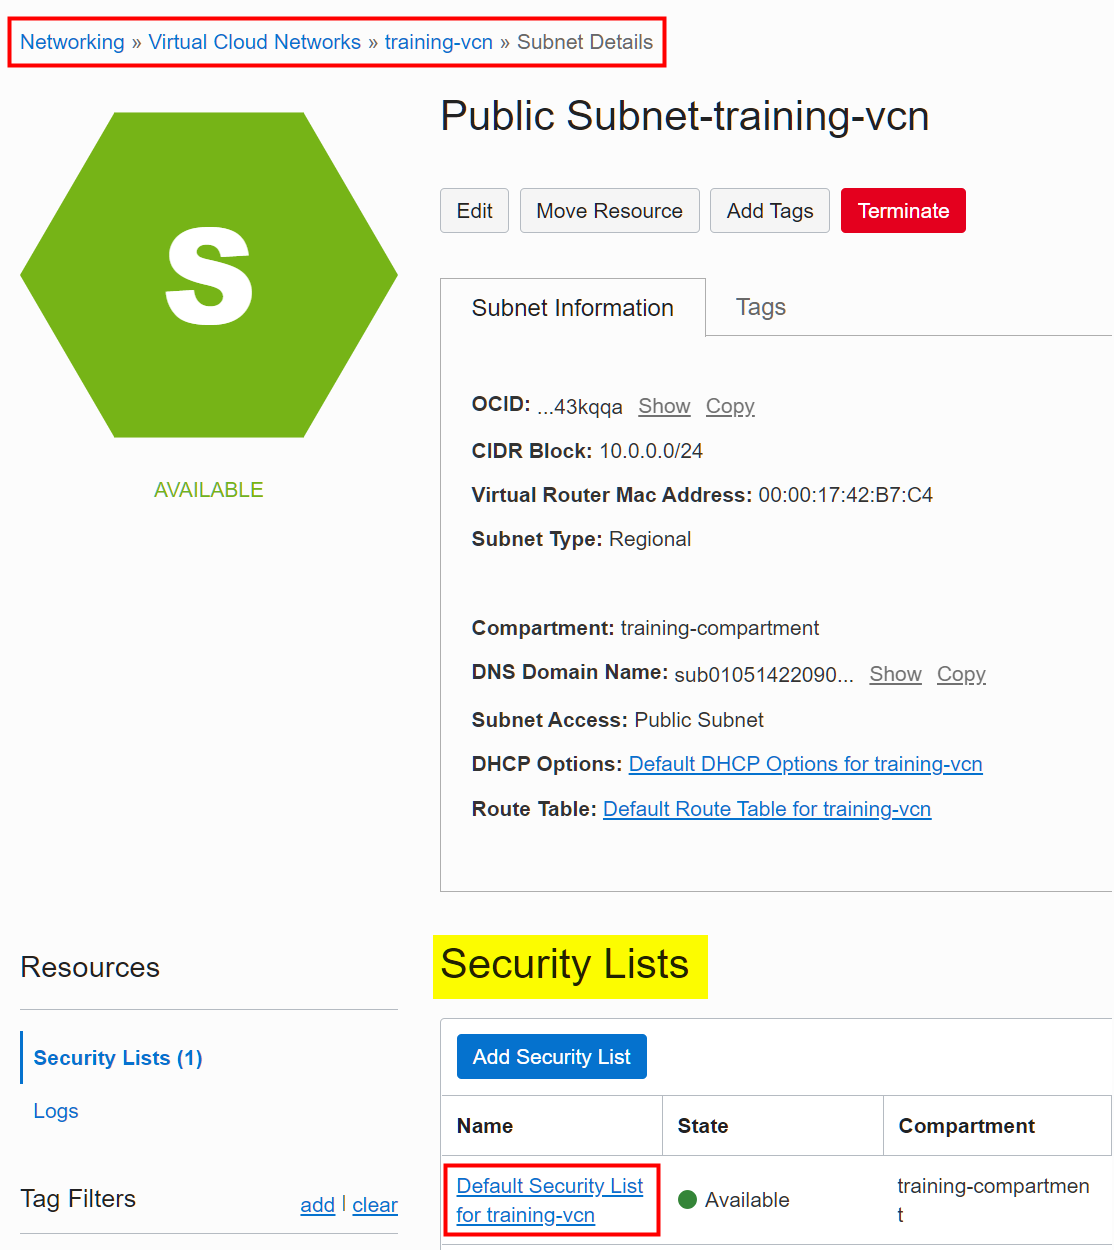 Networking » Virtual Cloud Networks » training-vcn » Subnet Details
S
AVAILABLE
Public Subnet-training-vcn
Edit Move Resource Add Tags Terminate
Subnet Information Tags
OCID: ...43kqqa Show Copy
CIDR Block: 10.0.0.0/24
Virtual Router Mac Address: 00:00:17:42:B7:C4
Subnet Type: Regional
Compartment: training-compartment
DNS Domain Name: sub01051422090... Show Copy
Subnet Access: Public Subnet
DHCP Options: Default DHCP Options for training-vcn
Route Table: Default Route Table for training-vcn
Resources
Security Lists (1)
Logs
Tag Filters add | clear
Security Lists
Add Security List
Name State Compartment
Default Security List
for training-vcn
Available
training-compartmen
t